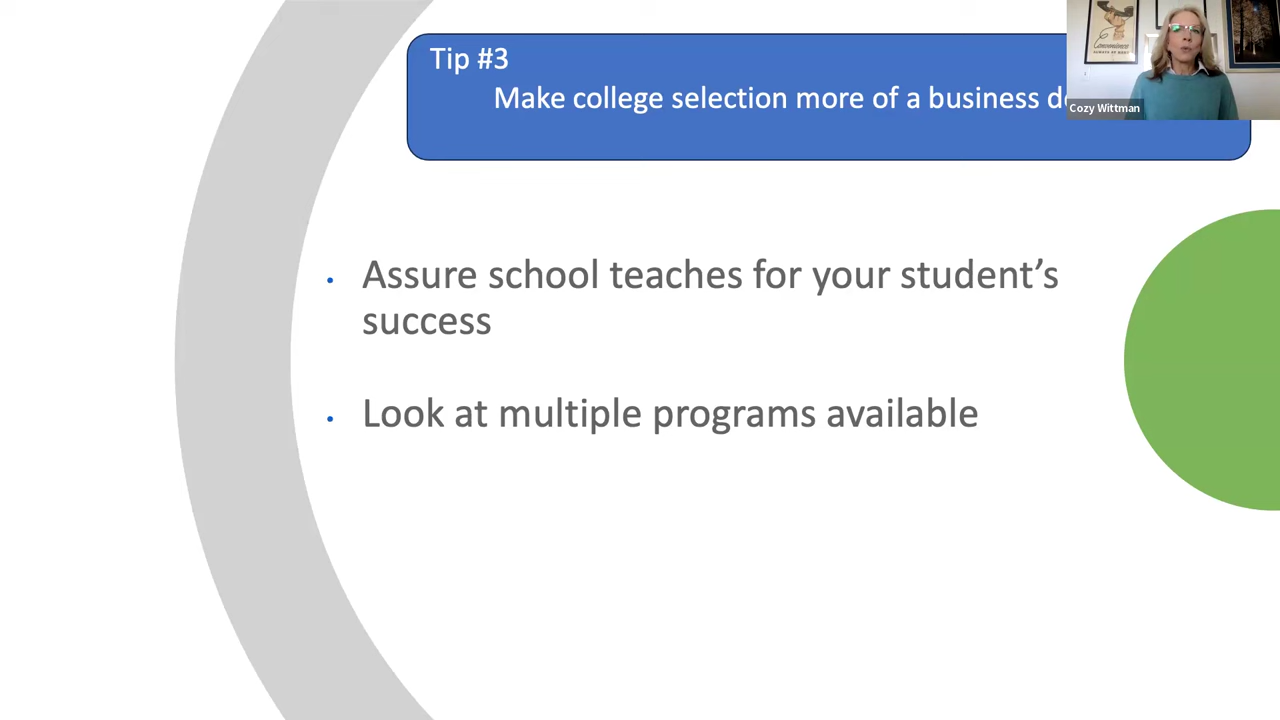 Tip #3
Make college selection more of a business
Cozy Wittman
• Assure school teaches for your student’s
success
• Look at multiple programs available